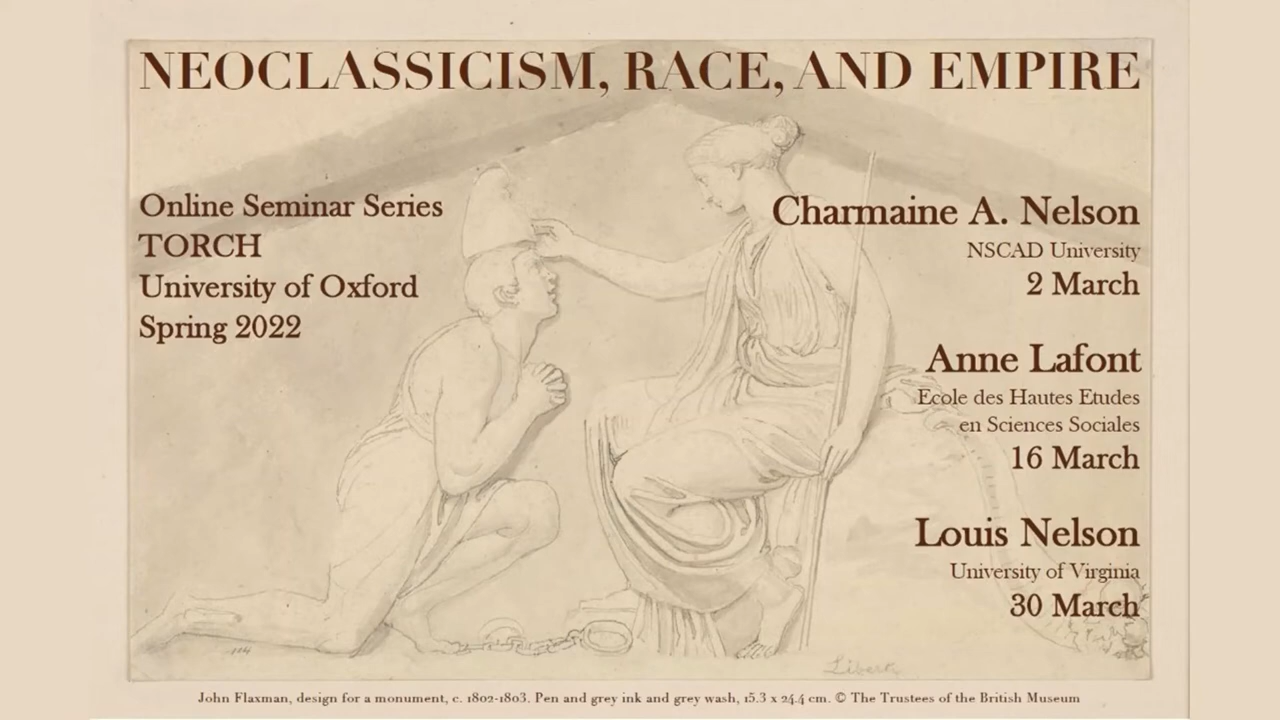 NEOCLASSICISM, RACE, AND EMPIRE
Online Seminar Series
TORCH
University of Oxford
Spring 2022
Charmaine A. Nelson
NSCAD University
2 March
Anne Lafont
Ecole des Hautes Etudes
en Sciences Sociales
16 March
Louis Nelson
University of Virginia
30 March
114
John Flaxman, design for a monument, c. 1802-1803. Pen and grey ink and grey wash, 15.3 x 24.4 cm. © The Trustees of the British Museum